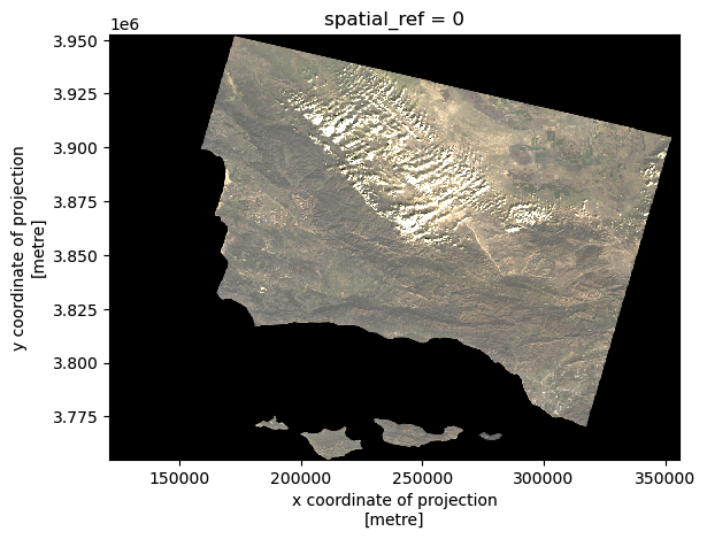 spatial_ref = 0
1e6
3.950
3.925
3.900
3.875
3.850
3.825
3.800
3.775
y coordinate of projection
[metre]
150000 200000 250000 300000 350000
x coordinate of projection
[metre]